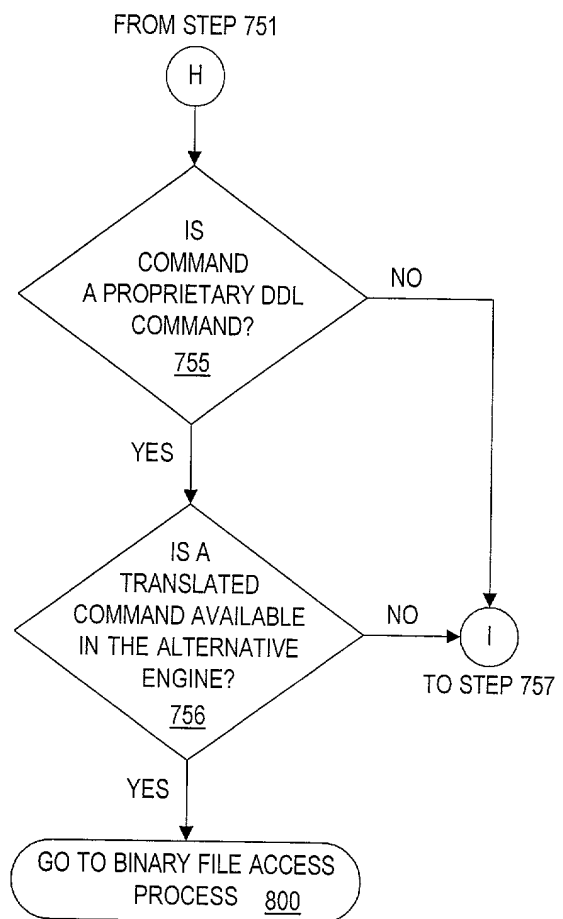 FROM STEP 751
H
IS
COMMAND
A PROPRIETARY DDL
COMMAND?
755
NO
YES
IS A
TRANSLATED
COMMAND AVAILABLE
IN THE ALTERNATIVE
ENGINE?
756
NO
I
TO STEP 757
YES
GO TO BINARY FILE ACCESS
PROCESS 800